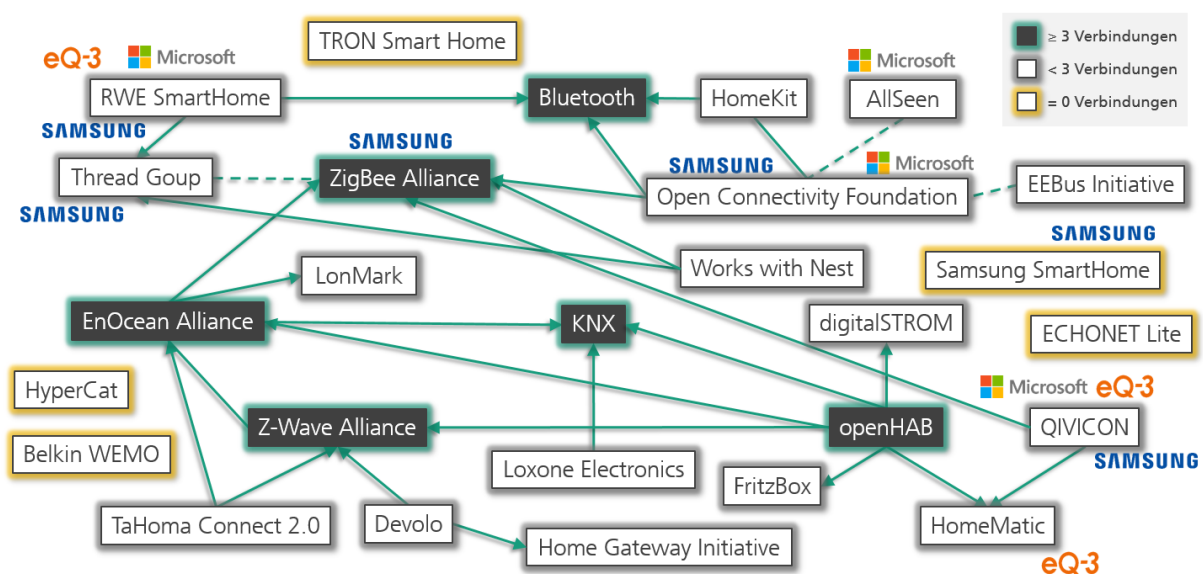 TRON Smart Home
≥ 3 Verbindungen
< 3 Verbindungen
= 0 Verbindungen
eQ-3
Microsoft
RWE SmartHome
Bluetooth
HomeKit
Microsoft
AllSeen
SAMSUNG
Thread Goup
SAMSUNG
SAMSUNG
ZigBee Alliance
SAMSUNG
Microsoft
Open Connectivity Foundation
EEBus Initiative
SAMSUNG
Samsung SmartHome
LonMark
Works with Nest
EnOcean Alliance
KNX
digitalSTROM
ECHONET Lite
HyperCat
Microsoft
eQ-3
Belkin WEMO
Z-Wave Alliance
openHAB
QIVICON
SAMSUNG
Loxone Electronics
FritzBox
TaHoma Connect 2.0
Devolo
Home Gateway Initiative
HomeMatic
eQ-3